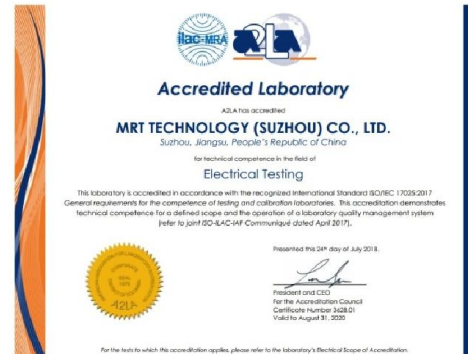 ilac-MRA
A2LA
Accredited Laboratory
A2LA has accredited
MRT TECHNOLOGY (SUZHOU) CO., LTD.
Suzhou, Jiangsu, People's Republic of China
for technical competence in the field of
Electrical Testing
This laboratory is accredited in accordance with the recognized International Standard ISO/IEC 17025:2017
General requirements for the competence of testing and calibration laboratories. This accreditation demonstrates
technical competence for a defined scope and the operation of a laboratory quality management system
(refer to joint ISO-ILAC-IAF Communiqué dated April 2017).
Presented this 24th day of July 2018.
President and CEO
For the Accreditation Council
Certificate Number 3628.01
Valid to August 31, 2020
A2LA
For the tests to which this accreditation applies, please refer to the laboratory's Electrical Scope of Accreditation.